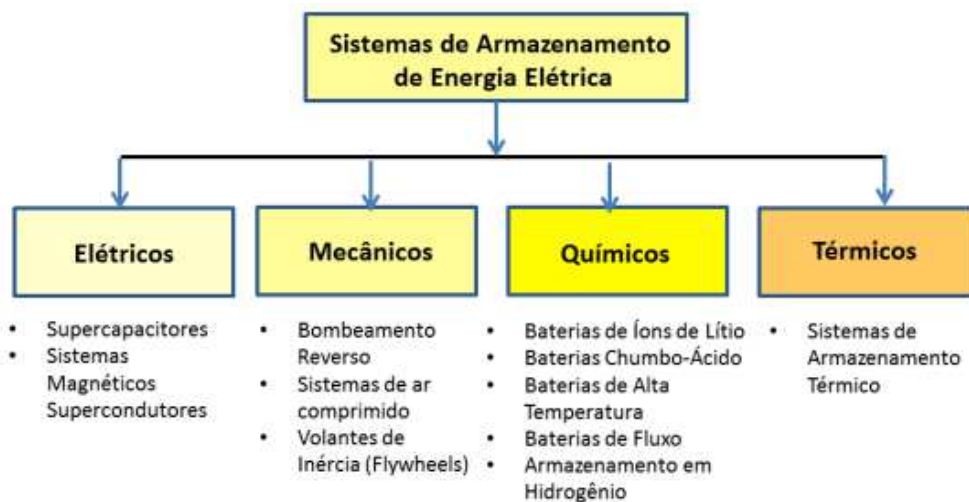 Sistemas de Armazenamento
de Energia Elétrica
Elétricos
Mecânicos
Químicos
Térmicos
• Supercapacitores
• Sistemas
Magnéticos
Supercondutores
• Bombeamento
Reverso
• Sistemas de ar
comprimido
• Volantes de
Inércia (Flywheels)
• Baterias de Íons de Lítio
• Baterias Chumbo-Ácido
• Baterias de Alta
Temperatura
• Baterias de Fluxo
• Armazenamento em
Hidrogênio
• Sistemas de
Armazenamento
Térmico